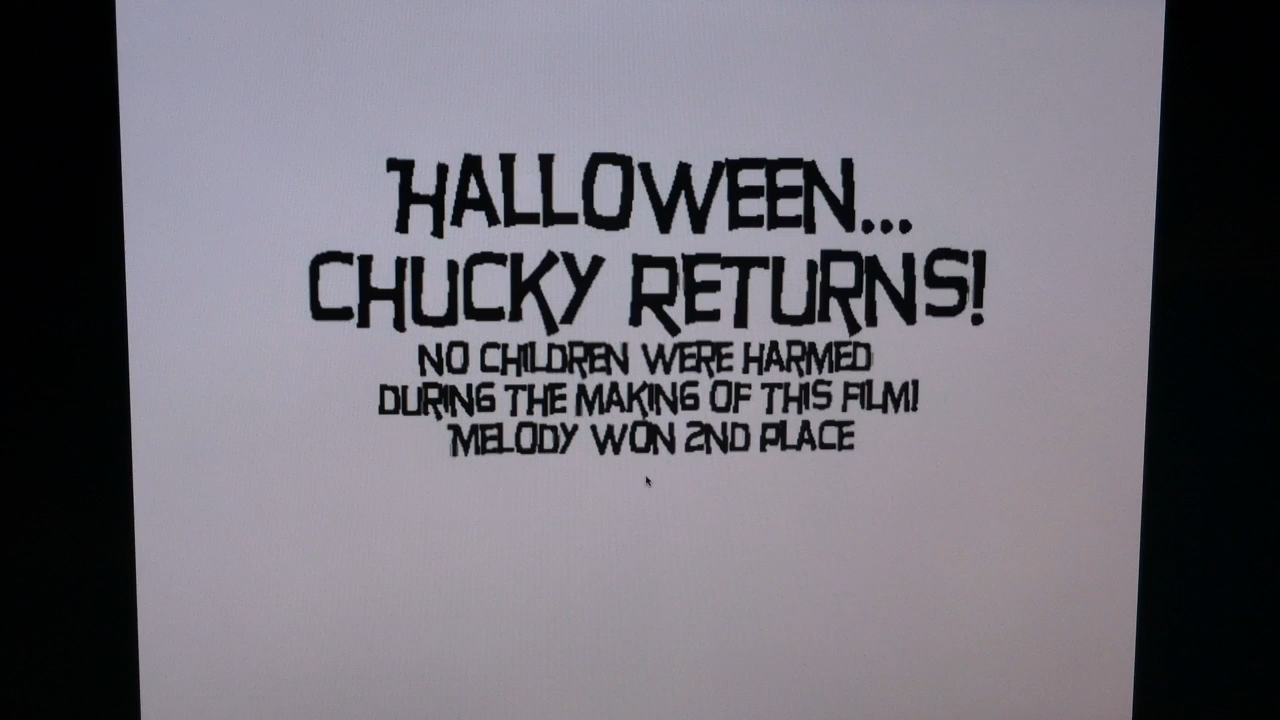 HALLOWEEN...
CHUCKY RETURNS!
NO CHILDREN WERE HARMED
DURING THE MAKING OF THIS FILM!
MELODY WON 2ND PLACE